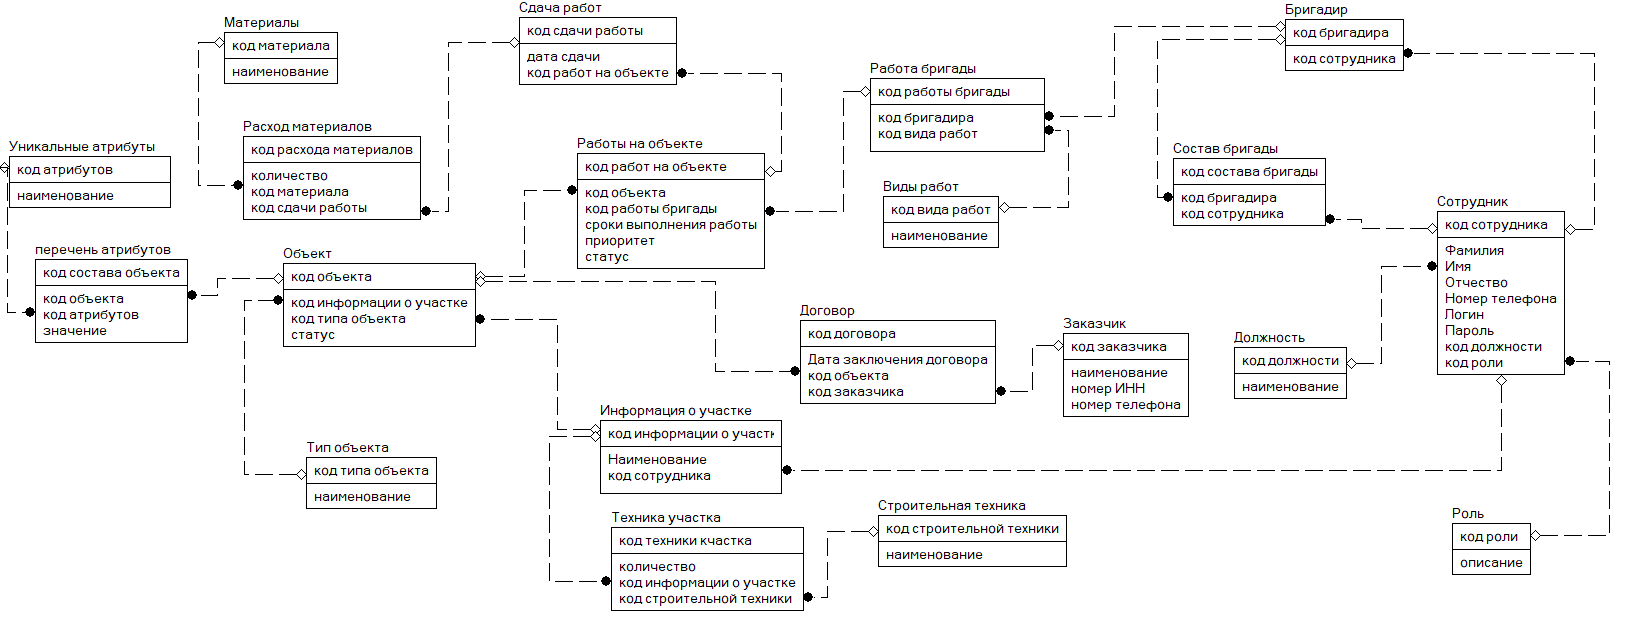 Материалы
код материала
наименование
Сдача работ
код сдачи работы
дата сдачи
код работ на объекте
Бригадир
код бригадира
код сотрудника
Работа бригады
код работы бригады
код бригадира
код вида работ
Расход материалов
код расхода материалов
количество
код материала
код сдачи работы
Уникальные атрибуты
код атрибутов
наименование
Работы на объекте
код работ на объекте
код объекта
код работы бригады
сроки выполнения работы
приоритет
статус
Состав бригады
код состава бригады
код бригадира
код сотрудника
Виды работ
код вида работ
наименование
Сотрудник
код сотрудника
Фамилия
Имя
Отчество
Номер телефона
Логин
Пароль
код должности
код роли
перечень атрибутов
код состава объекта
код объекта
код атрибутов
значение
Объект
код объекта
код информации о участке
код типа объекта
статус
Договор
код договора
Дата заключения договора
код объекта
код заказчика
Заказчик
код заказчика
наименование
номер ИНН
номер телефона
Должность
код должности
наименование
Информация о участке
код информации о участк
Наименование
код сотрудника
Тип объекта
код типа объекта
наименование
Техника участка
код техники кчастка
количество
код информации о участке
код строительной техники
Строительная техника
код строительной техники
наименование
Роль
код роли
описание